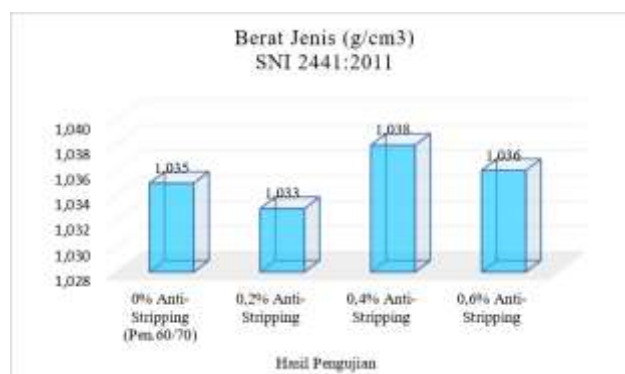 Berat Jenis (g/cm3)
SNI 2441:2011
1,040
1,038
1,036
1,034
1,032
1,030
1,028
1,035
1,033
1,038
1,036
0% Anti-
Stripping
(Pen.60/70)
0,2% Anti-
Stripping
0,4% Anti-
Stripping
0,6% Anti-
Stripping
Hasil Pengujian